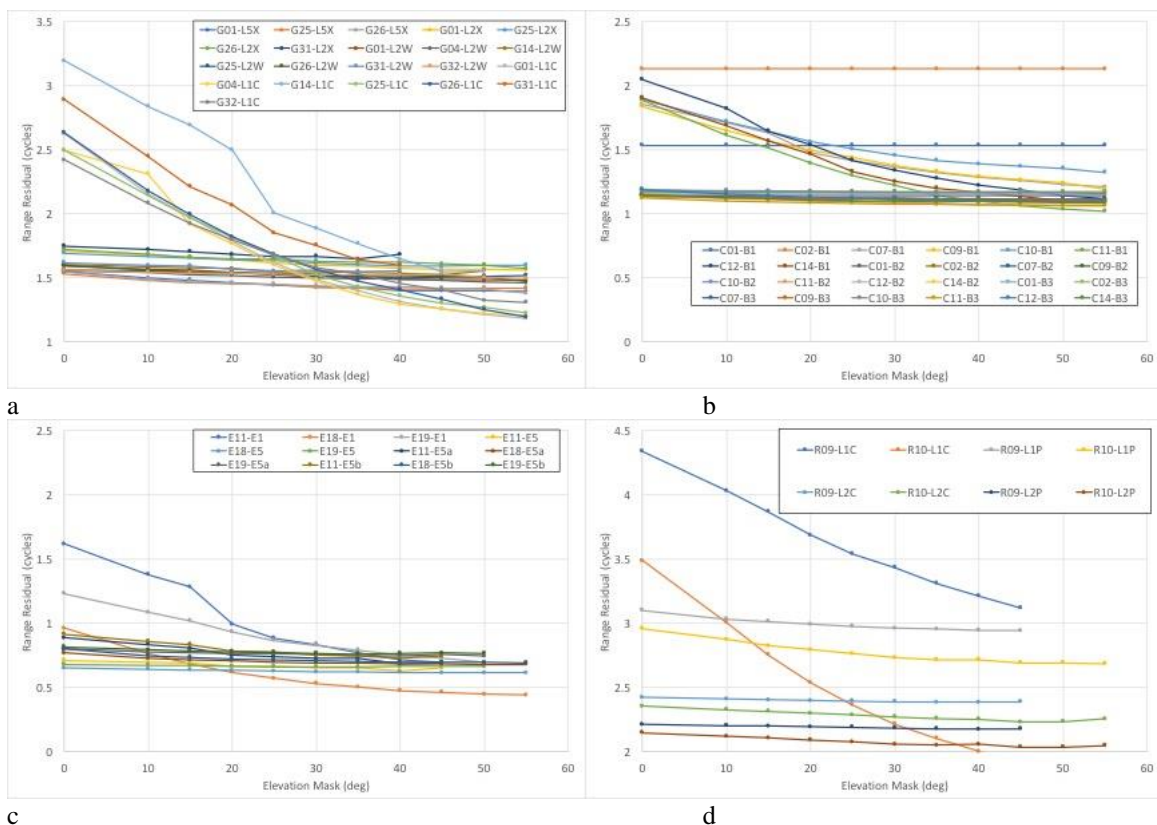 3.5
3
2.5
2
1.5
1
Range Residual (cycles)
G01-L5X G25-L5X G26-L5X G01-L2X G25-L2X
G26-L2X G31-L2X G01-L2W G04-L2W G14-L2W
G25-L2W G26-L2W G31-L2W G32-L2W G01-L1C
G04-L1C G14-L1C G25-L1C G26-L1C G31-L1C
G32-L1C
0 10 20 30 40 50 60
Elevation Mask (deg)
a
2.5
2
1.5
1
0.5
0
Range Residual (cycles)
C01-B1 C02-B1 C07-B1 C09-B1 C10-B1 C11-B1
C12-B1 C14-B1 C01-B2 C02-B2 C07-B2 C09-B2
C10-B2 C11-B2 C12-B2 C14-B2 C01-B3 C02-B3
C07-B3 C09-B3 C10-B3 C11-B3 C12-B3 C14-B3
0 10 20 30 40 50 60
Elevation Mask (deg)
b
2.5
2
1.5
1
0.5
0
Range Residual (cycles)
E11-E1 E18-E1 E19-E1 E11-E5
E18-E5 E19-E5 E11-E5a E18-E5a
E19-E5a E11-E5b E18-E5b E19-E5b
0 10 20 30 40 50 60
Elevation Mask (deg)
c
4.5
4
3.5
3
2.5
2
Range Residual (cycles)
R09-L1C R10-L1C R09-L1P R10-L1P
R09-L2C R10-L2C R09-L2P R10-L2P
0 10 20 30 40 50 60
Elevation Mask (deg)
d